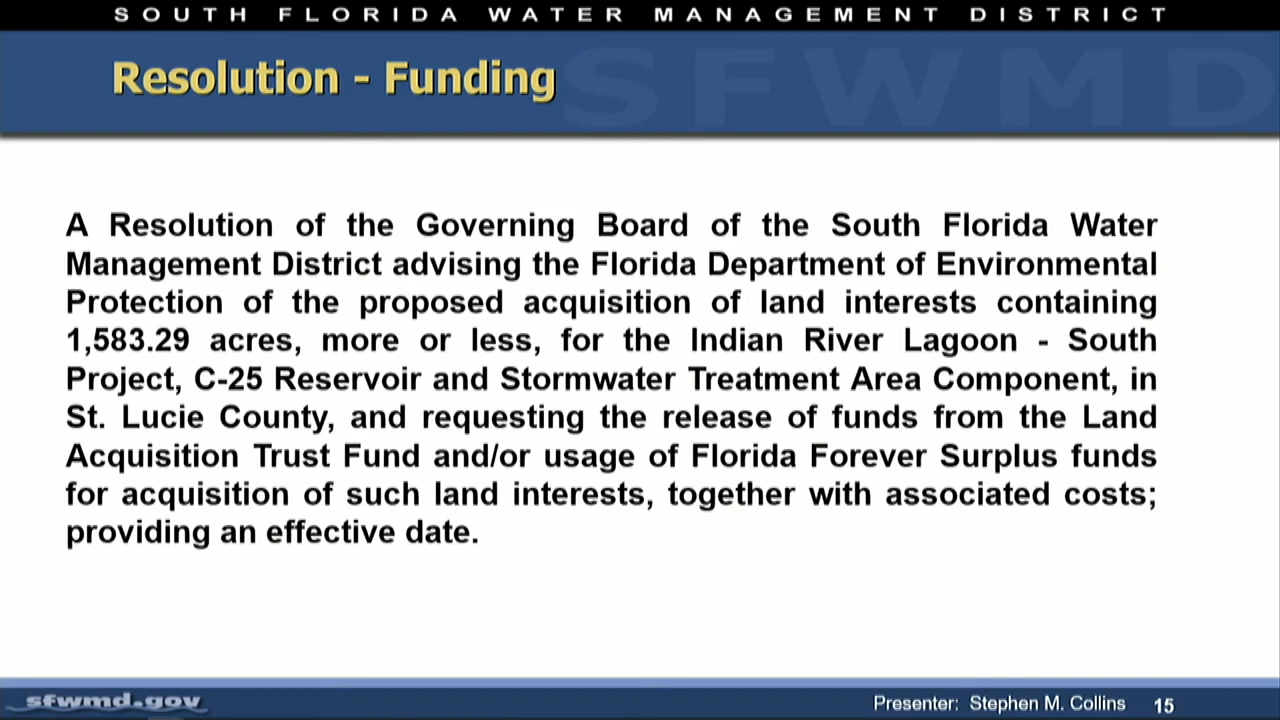 SOUTH FLORIDA WATER MANAGEMENT DISTRICT
SFWMD
Resolution - Funding
A Resolution of the Governing Board of the South Florida Water
Management District advising the Florida Department of Environmental
Protection of the proposed acquisition of land interests containing
1,583.29 acres, more or less, for the Indian River Lagoon - South
Project, C-25 Reservoir and Stormwater Treatment Area Component, in
St. Lucie County, and requesting the release of funds from the Land
Acquisition Trust Fund and/or usage of Florida Forever Surplus funds
for acquisition of such land interests, together with associated costs;
providing an effective date.
sfwmd.gov
Presenter: Stephen M. Collins 15